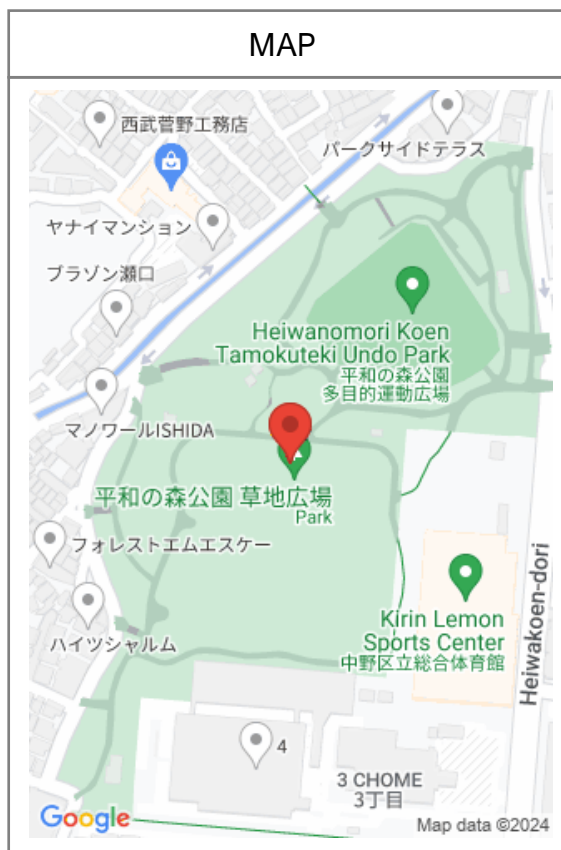 MAP
西武菅野工務店
パークサイドテラス
ヤナイマンション
ブラゾン瀬口
Heiwanomori Koen
Tamokuteki Undo Park
平和の森公園
多目的運動広場
マノワールISHIDA
平和の森公園 草地広場
Park
フォレストエムエスケー
Kirin Lemon
Sports Center
中野区立総合体育館
Heiwakoen-dori
ハイツシャルム
4
3 CHOME
3丁目
Google
Map data ©2024